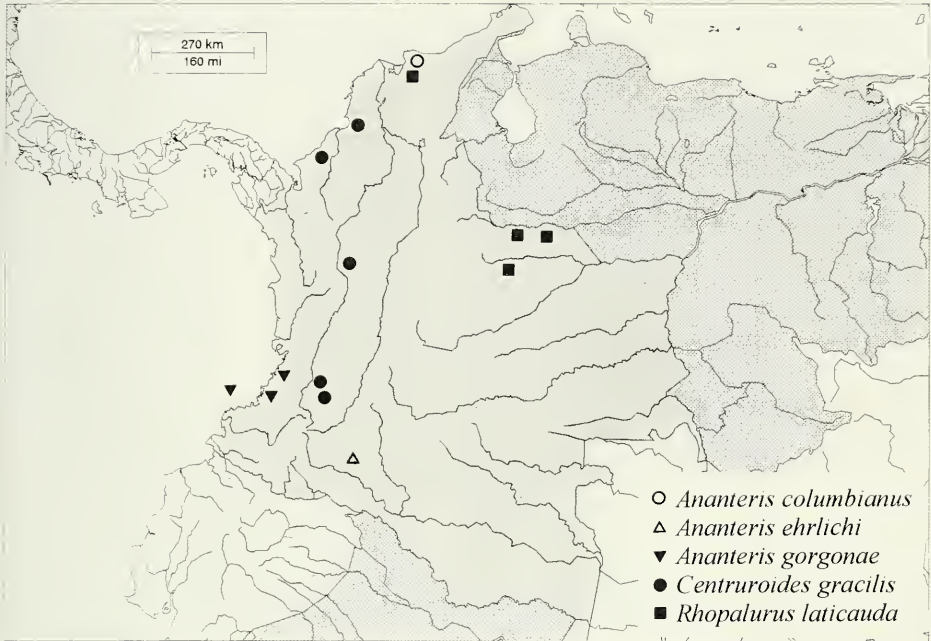 270 km
160 mi
Ananteris columbianus
Ananteris ehrlichi
Ananteris gorgonae
Centruroides gracilis
Rhopalurus laticauda